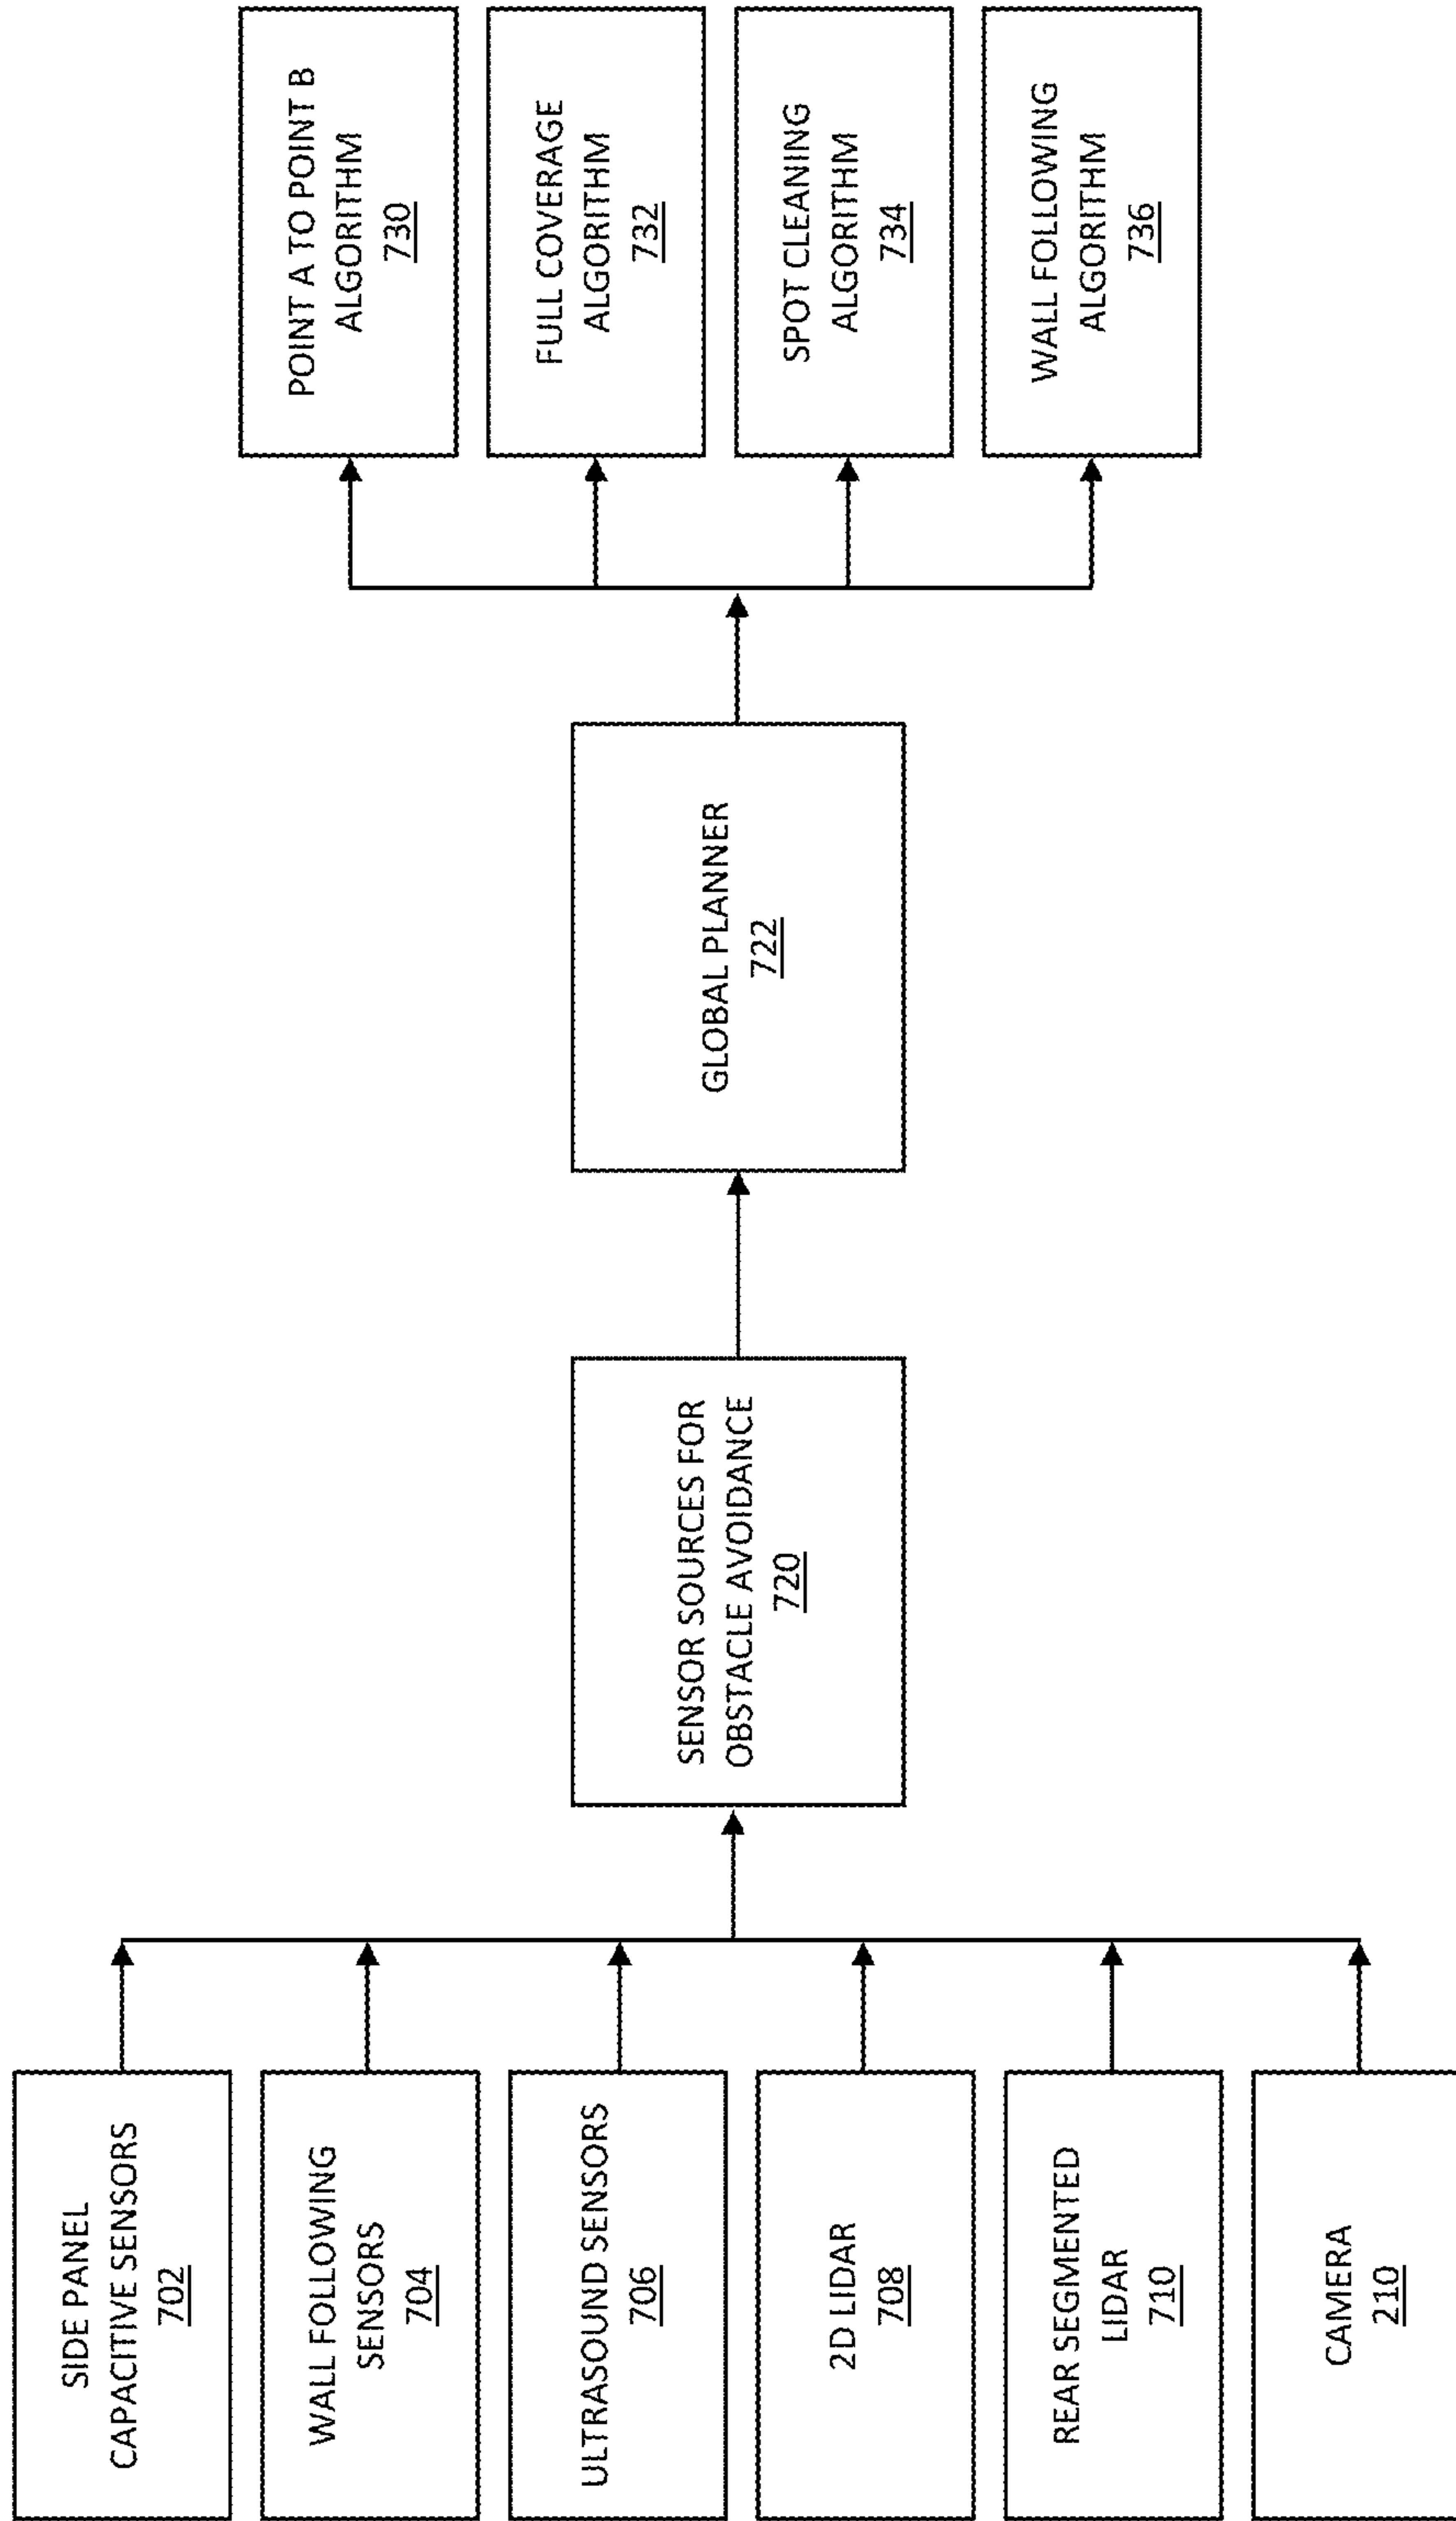 SIDE PANEL
CAPACITIVE SENSORS
702
WALL FOLLOWING
SENSORS
704
ULTRASOUND SENSORS
706
2D LIDAR
708
REAR SEGMENTED
LIDAR
710
CAMERA
210
SENSOR SOURCES FOR
OBSTACLE AVOIDANCE
720
GLOBAL PLANNER
722
POINT A TO POINT B
ALGORITHM
730
FULL COVERAGE
ALGORITHM
732
SPOT CLEANING
ALGORITHM
734
WALL FOLLOWING
ALGORITHM
736